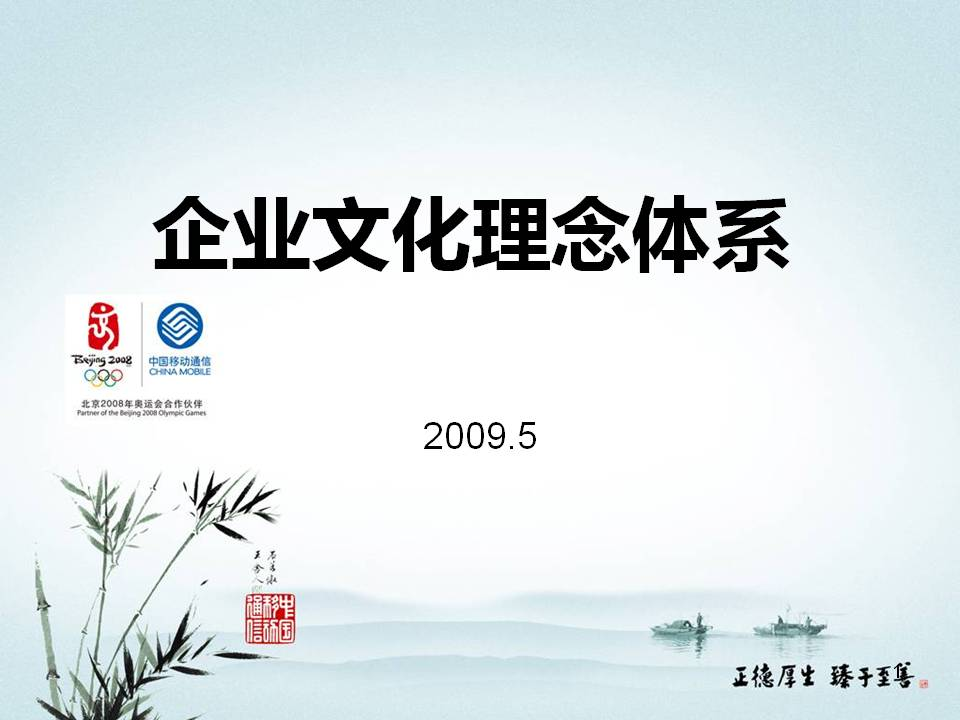 企业文化理念体系
Beijing 2008
中国移动通信
CHINA MOBILE
北京2008年奥运会合作伙伴
Partner of the Beijing 2008 Olympic Games
2009.5
中国移动通信
正德厚生 臻于至善